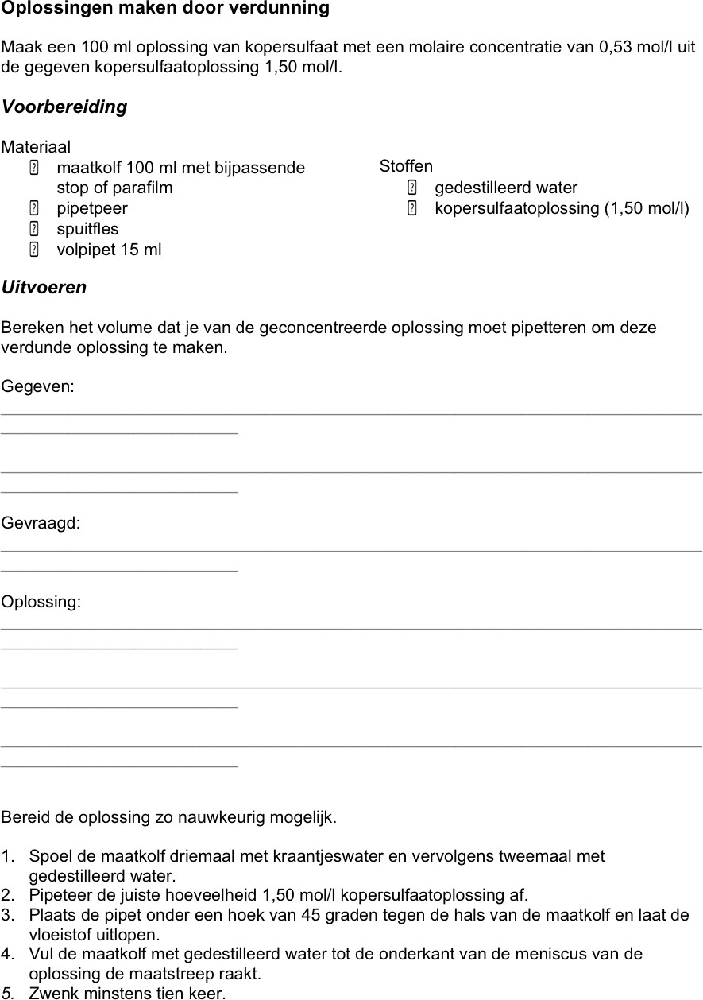 Oplossingen maken door verdunning
Maak een 100 ml oplossing van kopersulfaat met een molaire concentratie van 0,53 mol/l uit
de gegeven kopersulfaatoplossing 1,50 mol/l.
Voorbereiding
Materiaal
maatkolf 100 ml met bijpassende
stop of parafilm
pipetpeer
spuitfles
volpipet 15 ml
Stoffen
gedestilleerd water
kopersulfaatoplossing (1,50 mol/l)
Uitvoeren
Bereken het volume dat je van de geconcentreerde oplossing moet pipetteren om deze
verdunde oplossing te maken.
Gegeven:
Gevraagd:
Oplossing:
Bereid de oplossing zo nauwkeurig mogelijk.
1. Spoel de maatkolf driemaal met kraantjeswater en vervolgens tweemaal met
gedestilleerd water.
2. Pipeteer de juiste hoeveelheid 1,50 mol/l kopersulfaatoplossing af.
3. Plaats de pipet onder een hoek van 45 graden tegen de hals van de maatkolf en laat de
vloeistof uitlopen.
4. Vul de maatkolf met gedestilleerd water tot de onderkant van de meniscus van de
oplossing de maatstreep raakt.
5. Zwenk minstens tien keer.